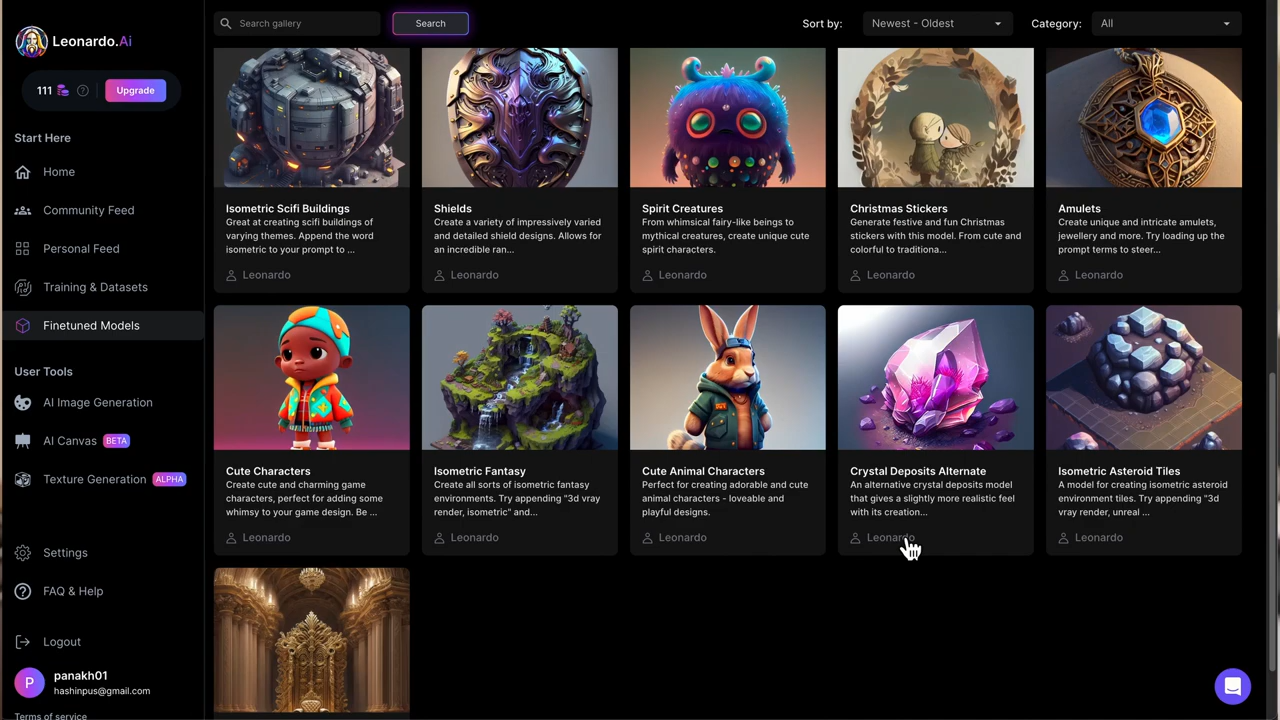 Leonardo.Ai
111
Upgrade
Start Here
Home
Community Feed
Personal Feed
Training & Datasets
Finetuned Models
User Tools
AI Image Generation
AI Canvas BETA
Texture Generation ALPHA
Settings
FAQ & Help
Logout
P
panakh01
hashinpus@gmail.com
Terms of service
Search gallery
Search
Sort by:
Newest - Oldest
Category:
All
Isometric Scifi Buildings
Great at creating scifi buildings of
varying themes. Append the word
isometric to your prompt to ...
Leonardo
Shields
Create a variety of impressively varied
and detailed shield designs. Allows for
an incredible ran...
Leonardo
Spirit Creatures
From whimsical fairy-like beings to
mythical creatures, create unique cute
spirit characters.
Leonardo
Christmas Stickers
Generate festive and fun Christmas
stickers with this model. From cute and
colorful to traditiona...
Leonardo
Amulets
Create unique and intricate amulets,
jewellery and more. Try loading up the
prompt terms to steer...
Leonardo
Cute Characters
Create cute and charming game
characters, perfect for adding some
whimsy to your game design. Be ...
Leonardo
Isometric Fantasy
Create all sorts of isometric fantasy
environments. Try appending "3d vray
render, isometric" and...
Leonardo
Cute Animal Characters
Perfect for creating adorable and cute
animal characters - loveable and
playful designs.
Leonardo
Crystal Deposits Alternate
An alternative crystal deposits model
that gives a slightly more realistic feel
with its creation...
Leonardo
Isometric Asteroid Tiles
A model for creating isometric asteroid
environment tiles. Try appending "3d
vray render, unreal ...
Leonardo